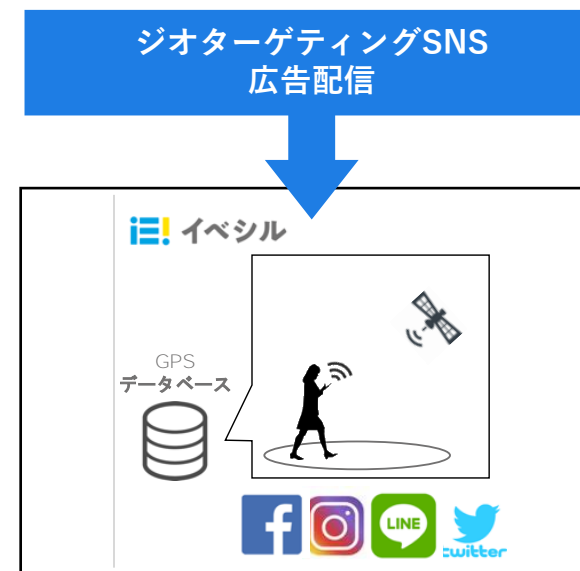 ジオターゲティングSNS
広告配信
iE! イベシル
GPS
データベース
LINE
twitter